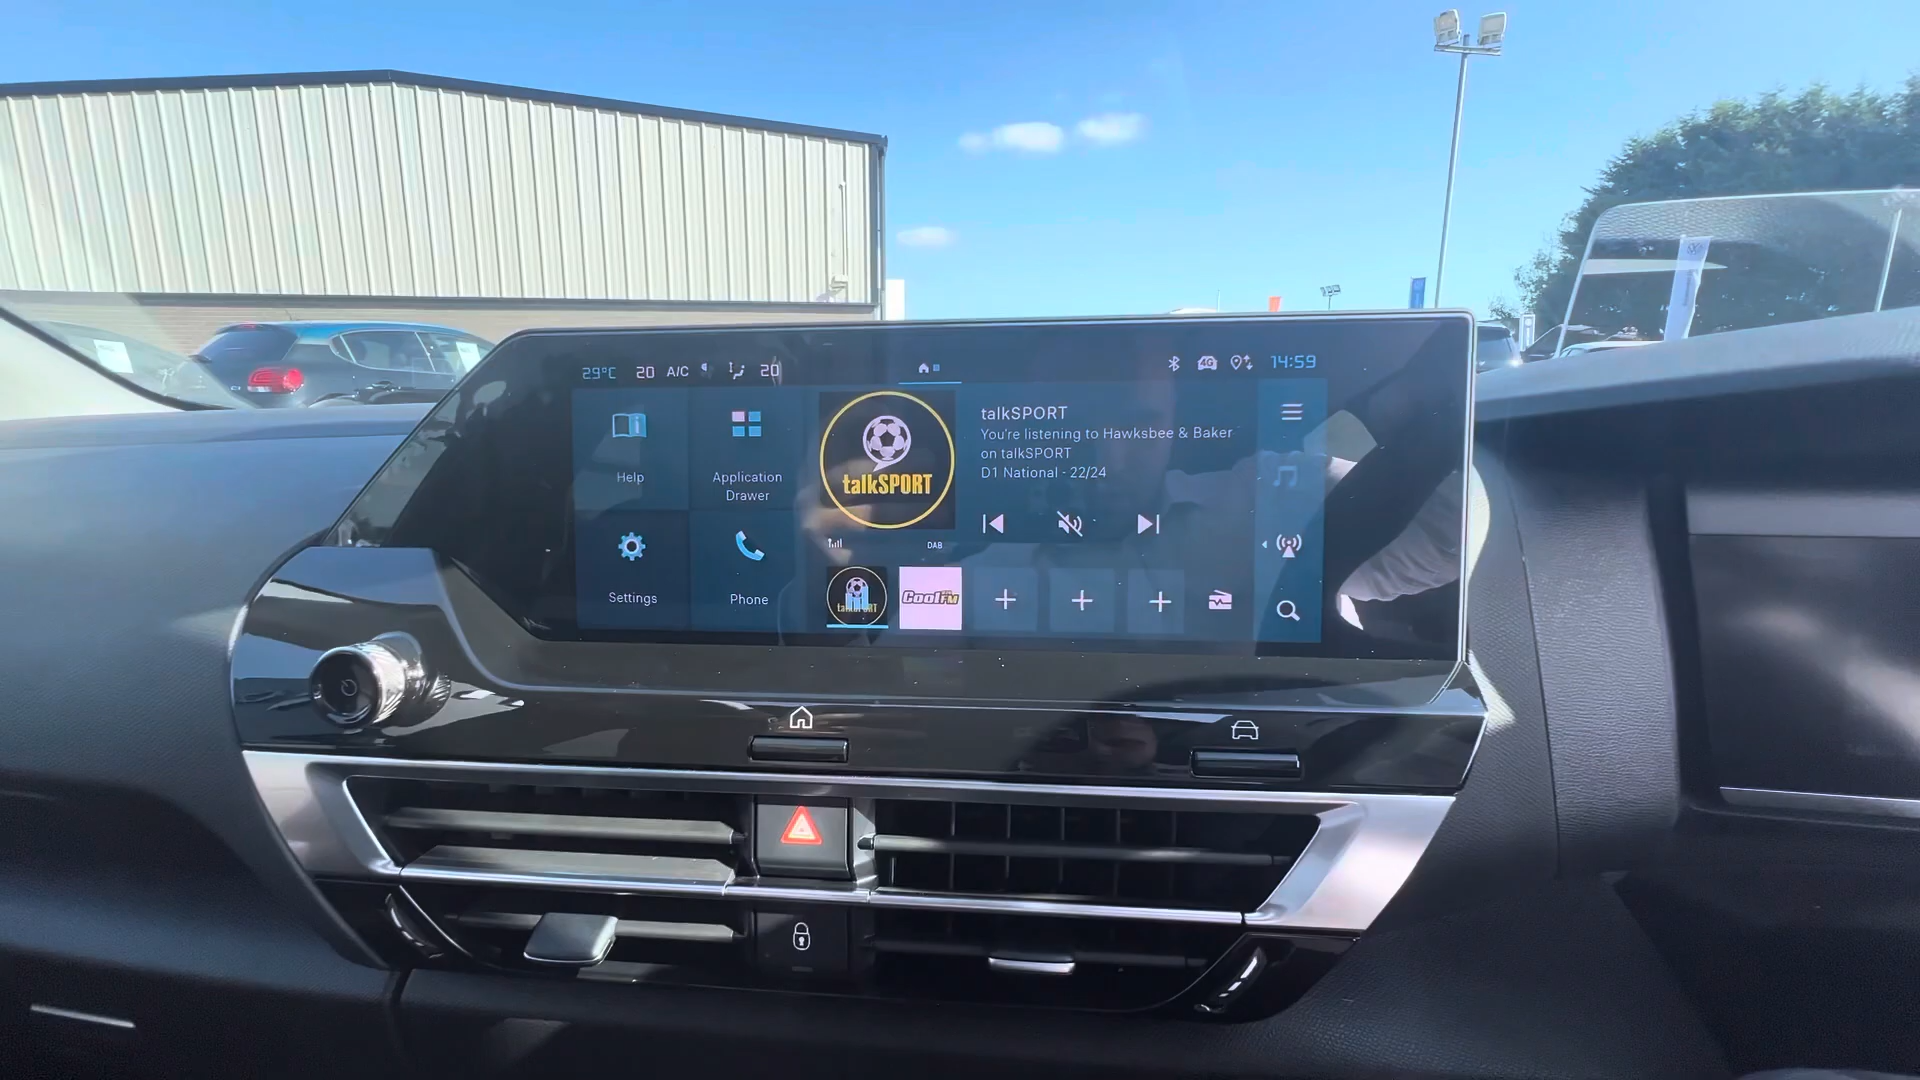 29°C 20 A/C 20
14:59
Help
Application
Drawer
Settings
Phone
talkSPORT
talkSPORT
You're listening to Hawksbee & Baker
on talkSPORT
D1 National - 22/24
DAB
Cool FM
4G